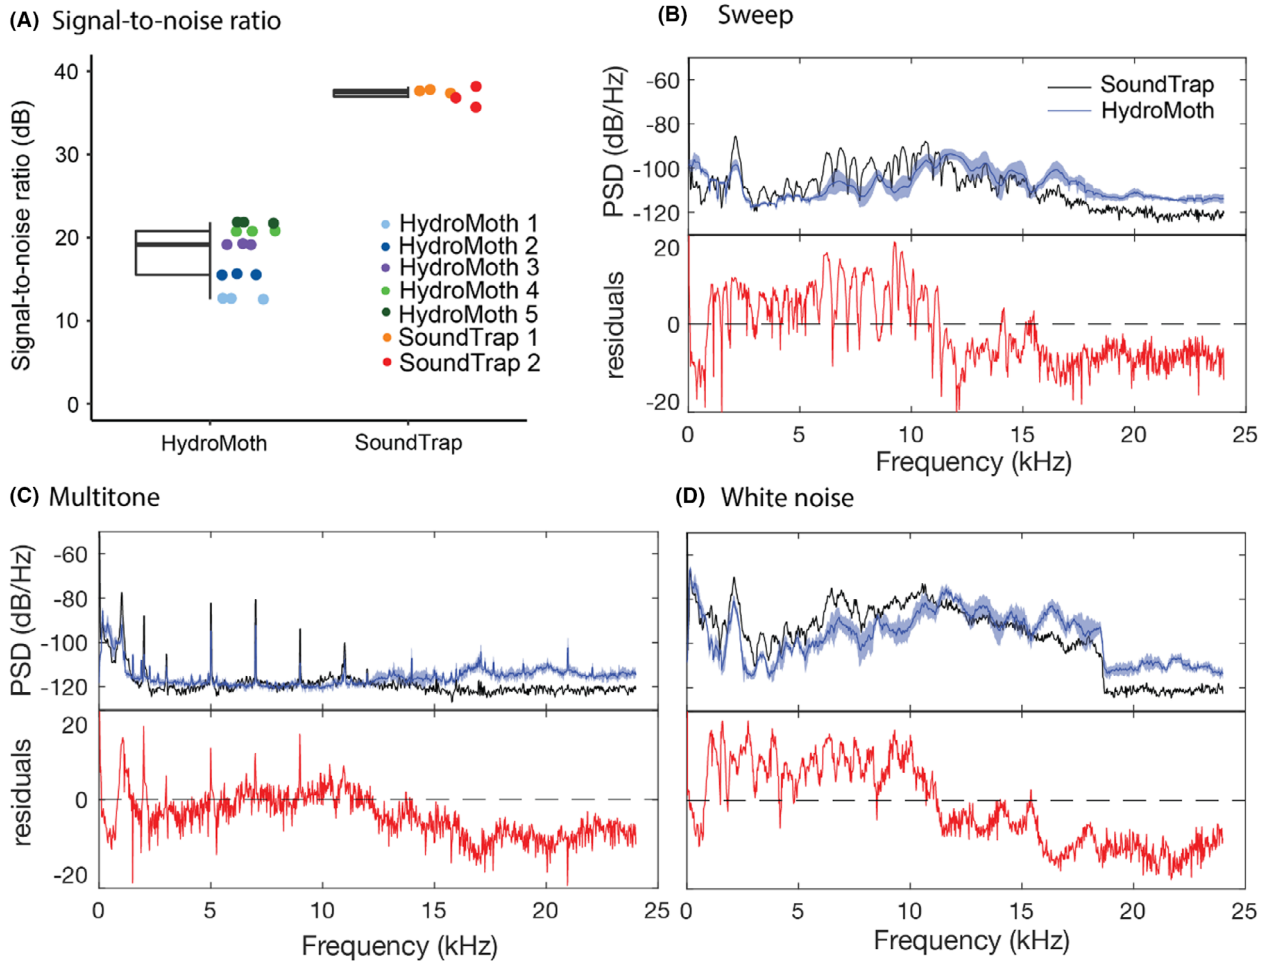 (A) Signal-to-noise ratio
Signal-to-noise ratio (dB)
40
30
20
10
0
HydroMoth 1
HydroMoth 2
HydroMoth 3
HydroMoth 4
HydroMoth 5
SoundTrap 1
SoundTrap 2
HydroMoth
SoundTrap
(B) Sweep
PSD (dB/Hz)
-60
-80
-100
-120
SoundTrap
HydroMoth
residuals
20
0
-20
0 5 10 15 20 25
Frequency (kHz)
(C) Multitone
PSD (dB/Hz)
-60
-80
-100
-120
residuals
20
0
-20
0 5 10 15 20 25
Frequency (kHz)
(D) White noise
0 5 10 15 20 25
Frequency (kHz)